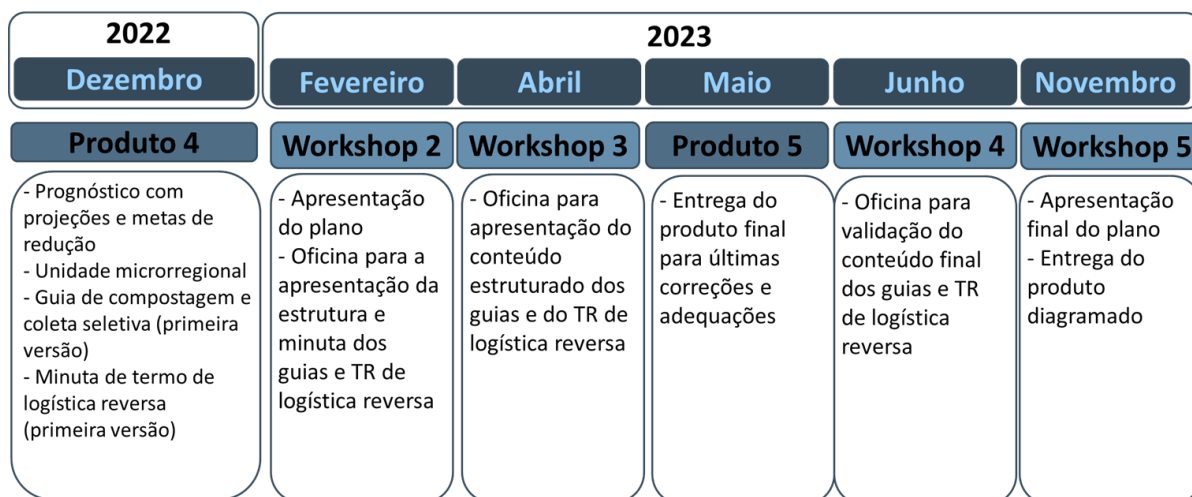 2022
2023
Dezembro
Fevereiro
Abril
Maio
Junho
Novembro
Produto 4
Workshop 2
Workshop 3
Produto 5
Workshop 4
Workshop 5
- Prognóstico com
projeções e metas de
redução
- Unidade microrregional
- Guia de compostagem e
coleta seletiva (primeira
versão)
- Minuta de termo de
logística reversa
(primeira versão)
- Apresentação
do plano
- Oficina para a
apresentação da
estrutura e
minuta dos
guias e TR de
logística reversa
- Oficina para
apresentação do
conteúdo
estruturado dos
guias e do TR de
logística reversa
- Entrega do
produto final
para últimas
correções e
adequações
- Oficina para
validação do
conteúdo final
dos guias e TR
de logística
reversa
- Apresentação
final do plano
- Entrega do
produto
diagramado